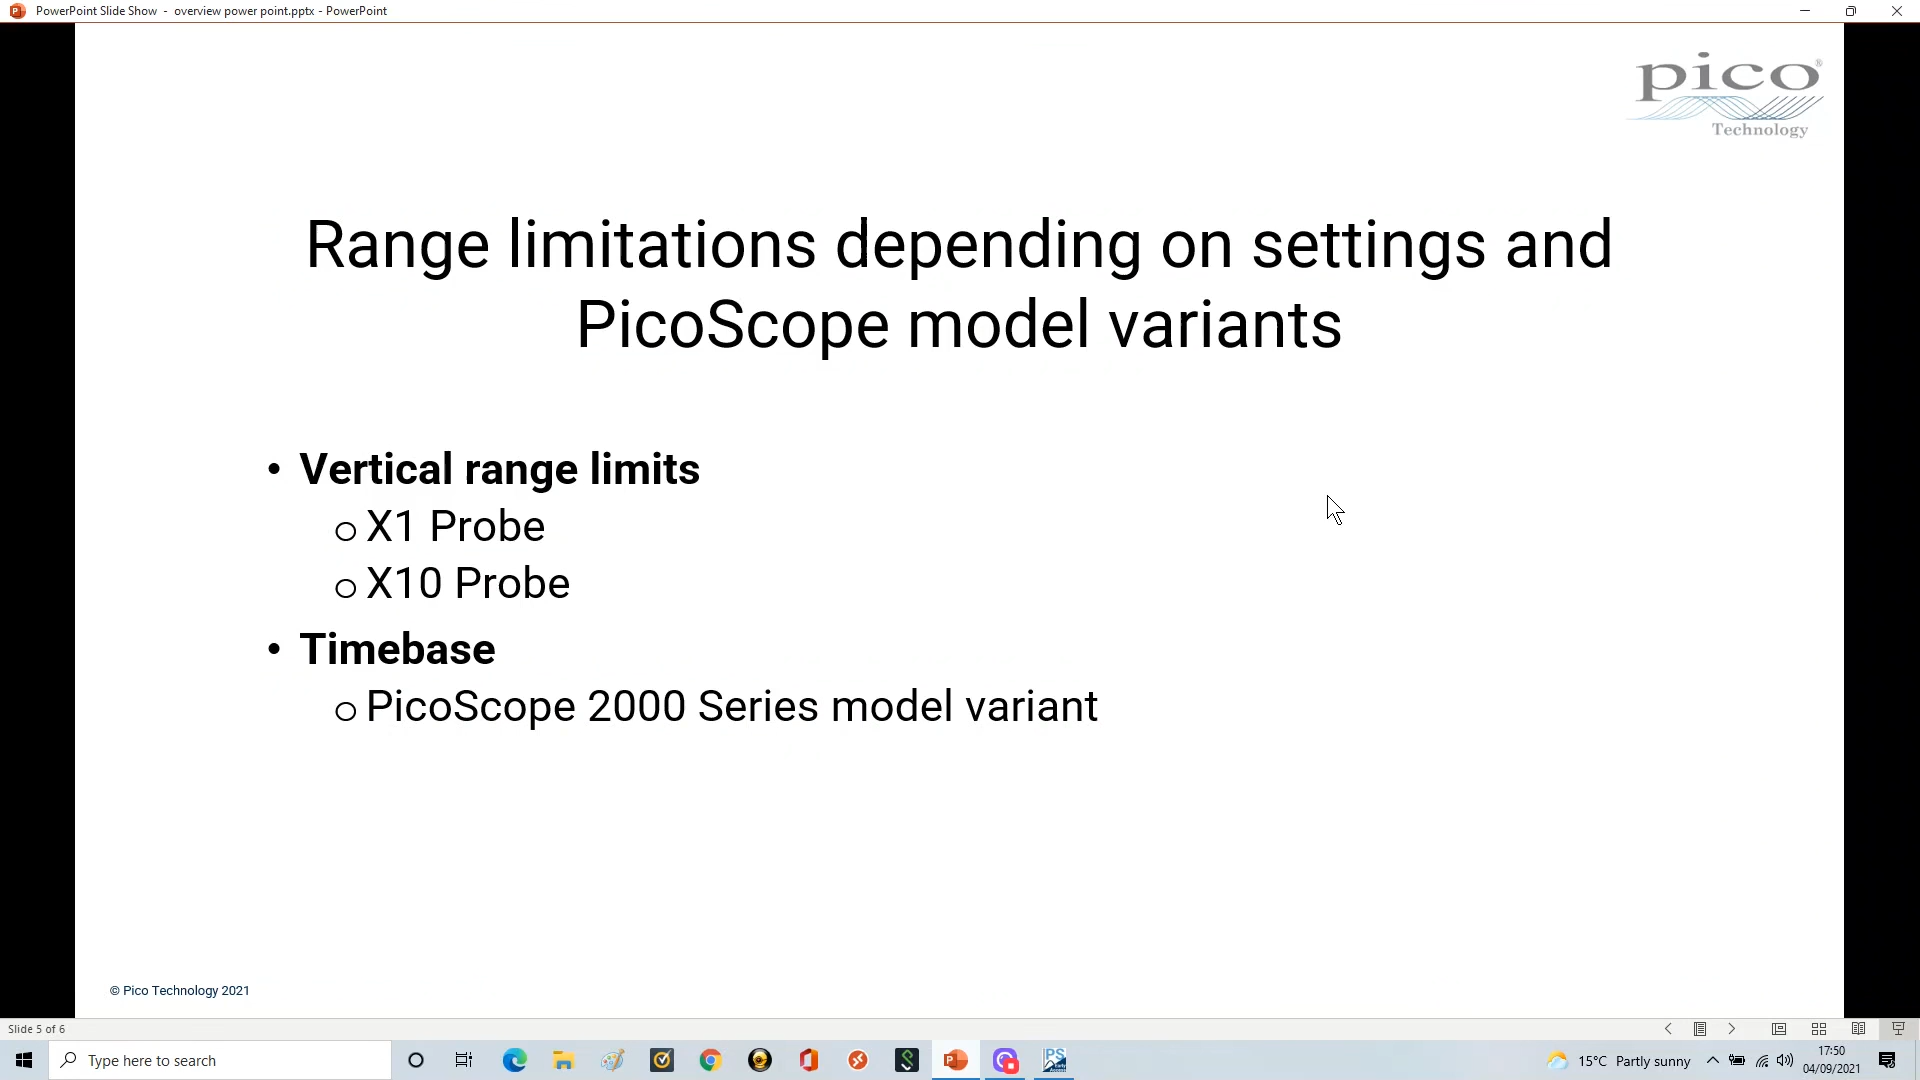 PowerPoint Slide Show - overview power point.pptx - PowerPoint
pico®
Technology
Range limitations depending on settings and
PicoScope model variants
• Vertical range limits
o X1 Probe
o X10 Probe
• Timebase
o PicoScope 2000 Series model variant
© Pico Technology 2021
Slide 5 of 6
Type here to search
15°C Partly sunny
17:50
04/09/2021